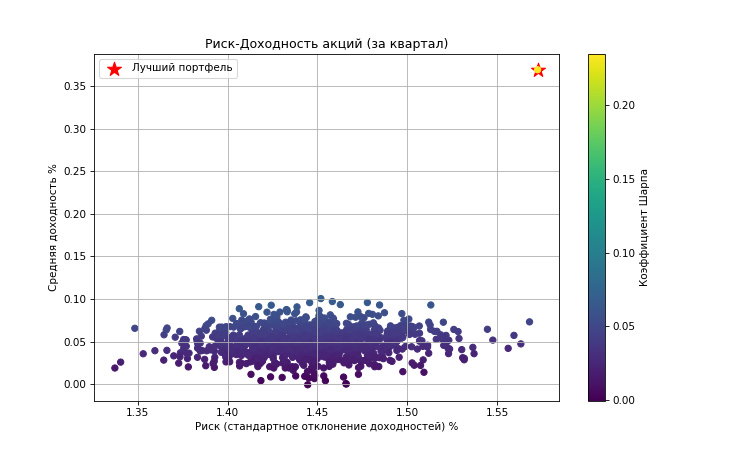 Риск-Доходность акций (за квартал)
Лучший портфель
Средняя доходность %
0.35
0.30
0.25
0.20
0.15
0.10
0.05
0.00
1.35 1.40 1.45 1.50 1.55
Риск (стандартное отклонение доходностей) %
0.20
0.15
0.10
0.05
0.00
Коэффициент Шарпа